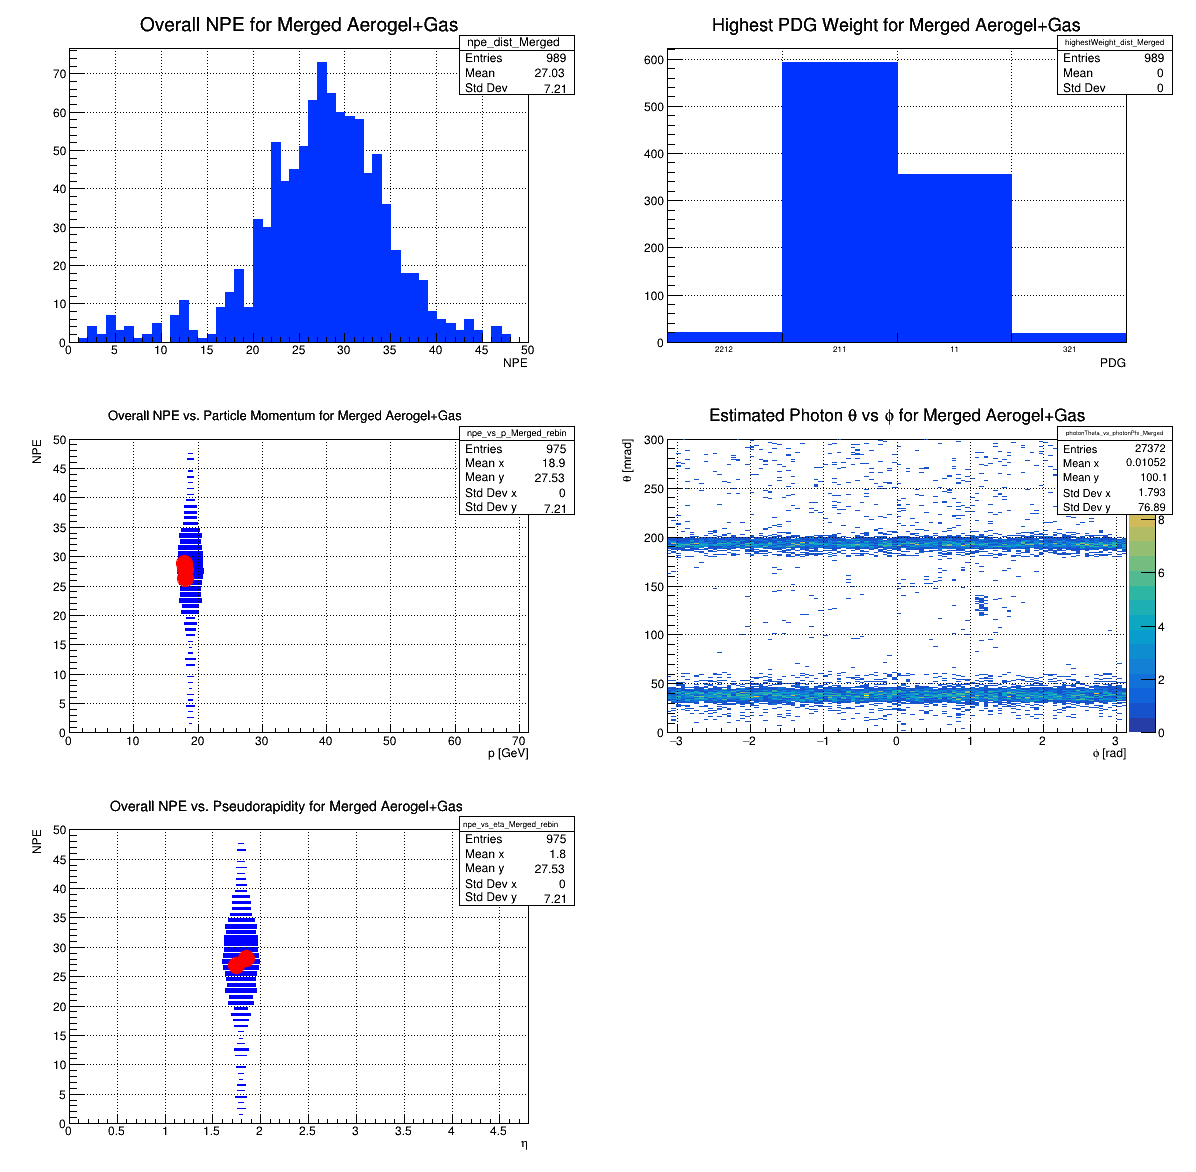 Overall NPE for Merged Aerogel+Gas
npe_dist_Merged
Entries 989
Mean 27.03
Std Dev 7.21
70
60
50
40
30
20
10
0
0 5 10 15 20 25 30 35 40 45 50
NPE
Highest PDG Weight for Merged Aerogel+Gas
highestWeight_dist_Merged
Entries 989
Mean 0
Std Dev 0
600
500
400
300
200
100
0
2212 211 11 321
PDG
Overall NPE vs. Particle Momentum for Merged Aerogel+Gas
npe_vs_p_Merged_rebin
Entries 975
Mean x 18.9
Mean y 27.53
Std Dev x 0
Std Dev y 7.21
NPE
50
45
40
35
30
25
20
15
10
5
0
0 10 20 30 40 50 60 70
p [GeV]
Estimated Photon θ vs ϕ for Merged Aerogel+Gas
photonTheta_vs_photonPhi_Merged
Entries 27372
Mean x 0.01052
Mean y 100.1
Std Dev x 1.793
Std Dev y 76.89
θ [mrad]
300
250
200
150
100
50
0
−3 −2 −1 0 1 2 3
ϕ [rad]
8
6
4
2
0
Overall NPE vs. Pseudorapidity for Merged Aerogel+Gas
npe_vs_eta_Merged_rebin
Entries 975
Mean x 1.8
Mean y 27.53
Std Dev x 0
Std Dev y 7.21
NPE
50
45
40
35
30
25
20
15
10
5
0
0 0.5 1 1.5 2 2.5 3 3.5 4 4.5
η